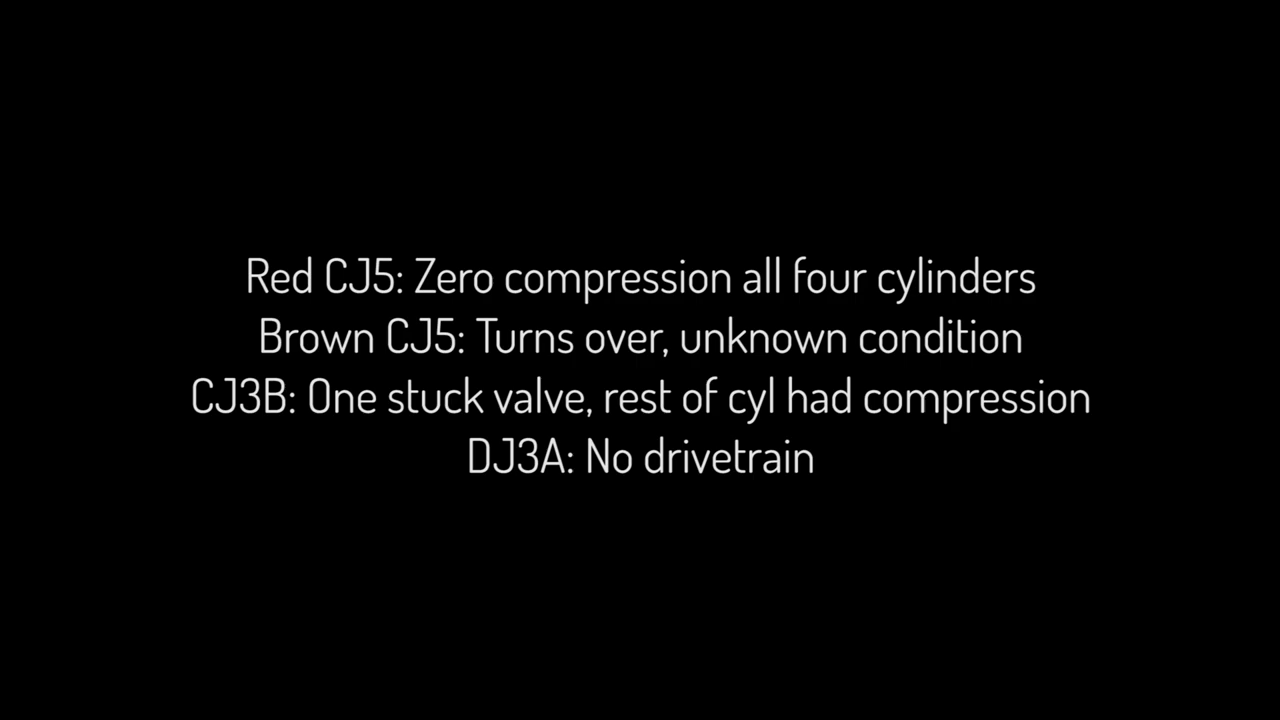 Red CJ5: Zero compression all four cylinders
Brown CJ5: Turns over, unknown condition
CJ3B: One stuck valve, rest of cyl had compression
DJ3A: No drivetrain